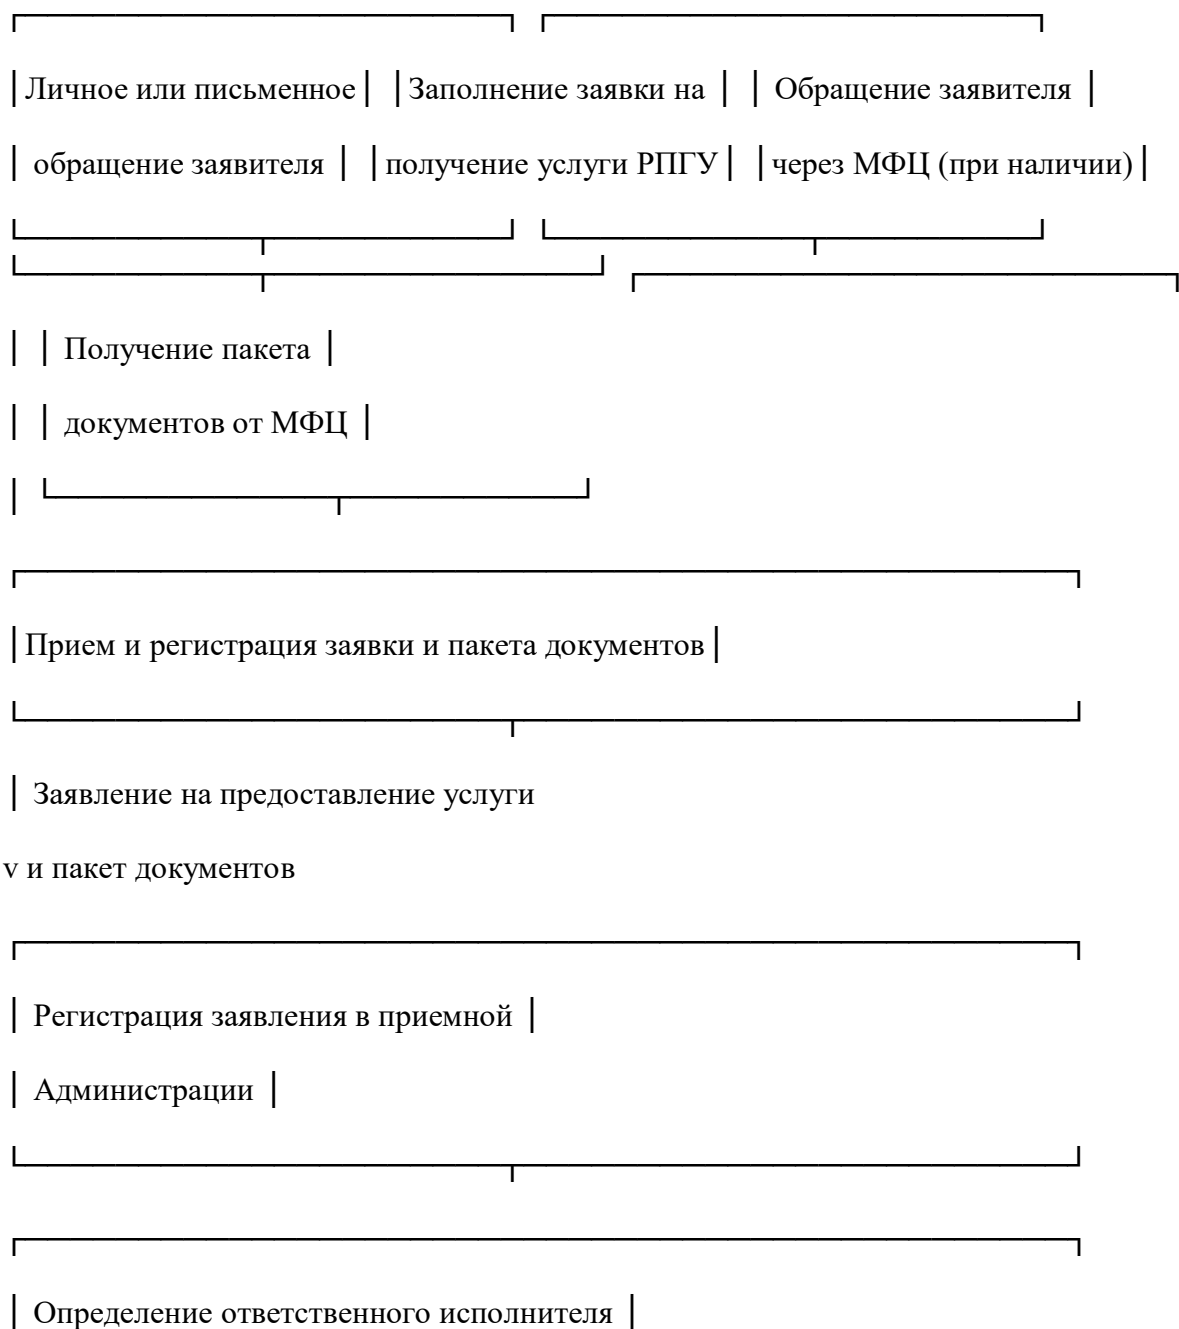 ┌─────────────────────┐ ┌─────────────────────┐
│Личное или письменное│ │Заполнение заявки на │ │ Обращение заявителя │
│ обращение заявителя │ │получение услуги РПГУ│ │через МФЦ (при наличии)│
└──────────┬──────────┘ └───────────┬─────────┘
└──────────┬──────────────┘ ┌───────────────────────┐
│ │ Получение пакета │
│ │ документов от МФЦ │
│ └────────────┬──────────┘
┌──────────────────────────────────────────────┐
│Прием и регистрация заявки и пакета документов│
└─────────────────────┬────────────────────────┘
│ Заявление на предоставление услуги
v и пакет документов
┌──────────────────────────────────────────────┐
│ Регистрация заявления в приемной │
│ Администрации │
└─────────────────────┬────────────────────────┘
┌──────────────────────────────────────────────┐
│ Определение ответственного исполнителя │